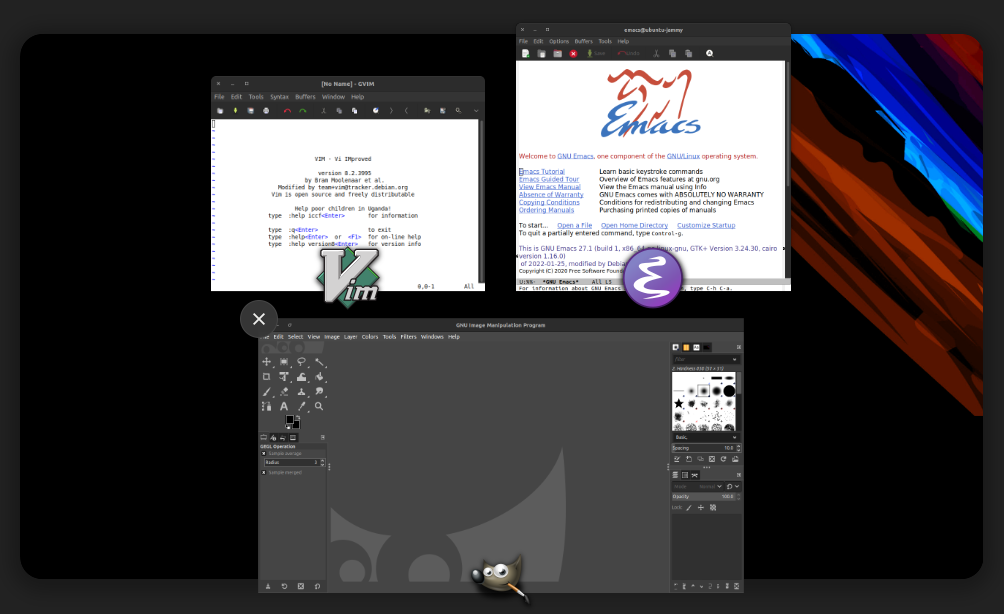 [No Name] - GVIM
File Edit Tools Syntax Buffers Window Help
VIM - Vi IMproved
version 8.2.3995
by Bram Moolenaar et al.
Modified by team+vim@tracker.debian.org
Vim is open source and freely distributable
Help poor children in Uganda!
type :help iccf<Enter> for information
type :q<Enter> to exit
type :help<Enter> or <F1> for on-line help
type :help version8<Enter> for version info
0,0-1 All
Vim
emacs@ubuntu-jammy
File Edit Options Buffers Tools Help
Save Undo
Emacs
Welcome to GNU Emacs, one component of the GNU/Linux operating system.
Emacs Tutorial Learn basic keystroke commands
Emacs Guided Tour Overview of Emacs features at gnu.org
View Emacs Manual View the Emacs manual using Info
Absence of Warranty GNU Emacs comes with ABSOLUTELY NO WARRANTY
Copying Conditions Conditions for redistributing and changing Emacs
Ordering Manuals Purchasing printed copies of manuals
To start... Open a File Open Home Directory Customize Startup
To quit a partially entered command, type Control-g.
This is GNU Emacs 27.1 (build 1, x86_64-linux-gnu, GTK+ Version 3.24.30, cairo
version 1.16.0)
of 2022-01-25, modified by Debian
Copyright (C) 2020 Free Software Foundation
U:%%- *GNU Emacs* All L5
For information about GNU Emacs type C-h C-a.
GNU Image Manipulation Program
Edit Select View Image Layer Colors Tools Filters Windows Help
GEGL Operation
Sample average
Radius 3
Sample merged
Filter
2. Hardness 050 (51 × 51)
Basic,
Spacing 10.0
Mode Normal
Opacity 100.0
Lock: